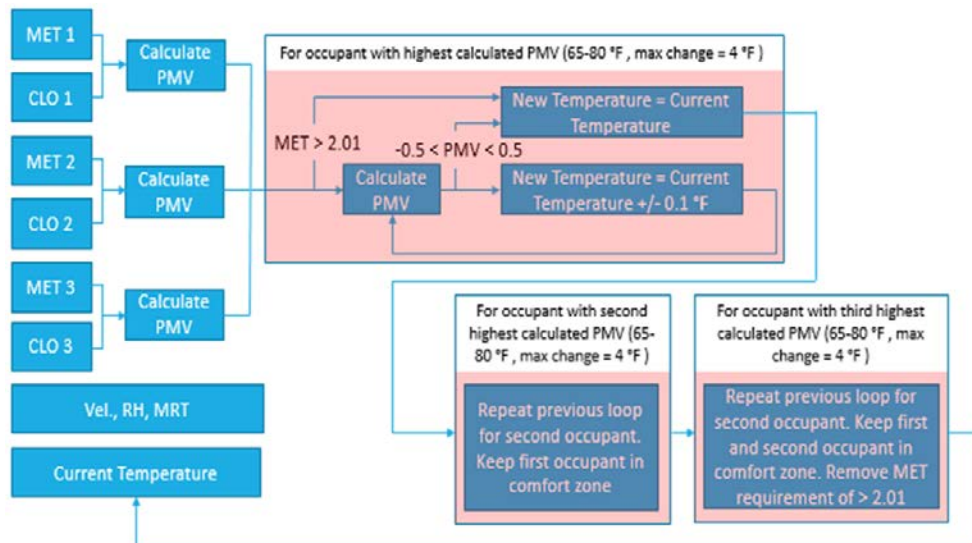 MET 1
CLO 1
Calculate
PMV
MET 2
CLO 2
Calculate
PMV
MET 3
CLO 3
Calculate
PMV
Vel., RH, MRT
Current Temperature
For occupant with highest calculated PMV (65-80 °F , max change = 4 °F )
MET > 2.01
-0.5 < PMV < 0.5
Calculate
PMV
New Temperature = Current
Temperature
New Temperature = Current
Temperature +/- 0.1 °F
For occupant with second
highest calculated PMV (65-
80 °F , max change = 4 °F )
Repeat previous loop
for second occupant.
Keep first occupant in
comfort zone
For occupant with third highest
calculated PMV (65-80 °F , max
change = 4 °F )
Repeat previous loop for
second occupant. Keep first
and second occupant in
comfort zone. Remove MET
requirement of > 2.01